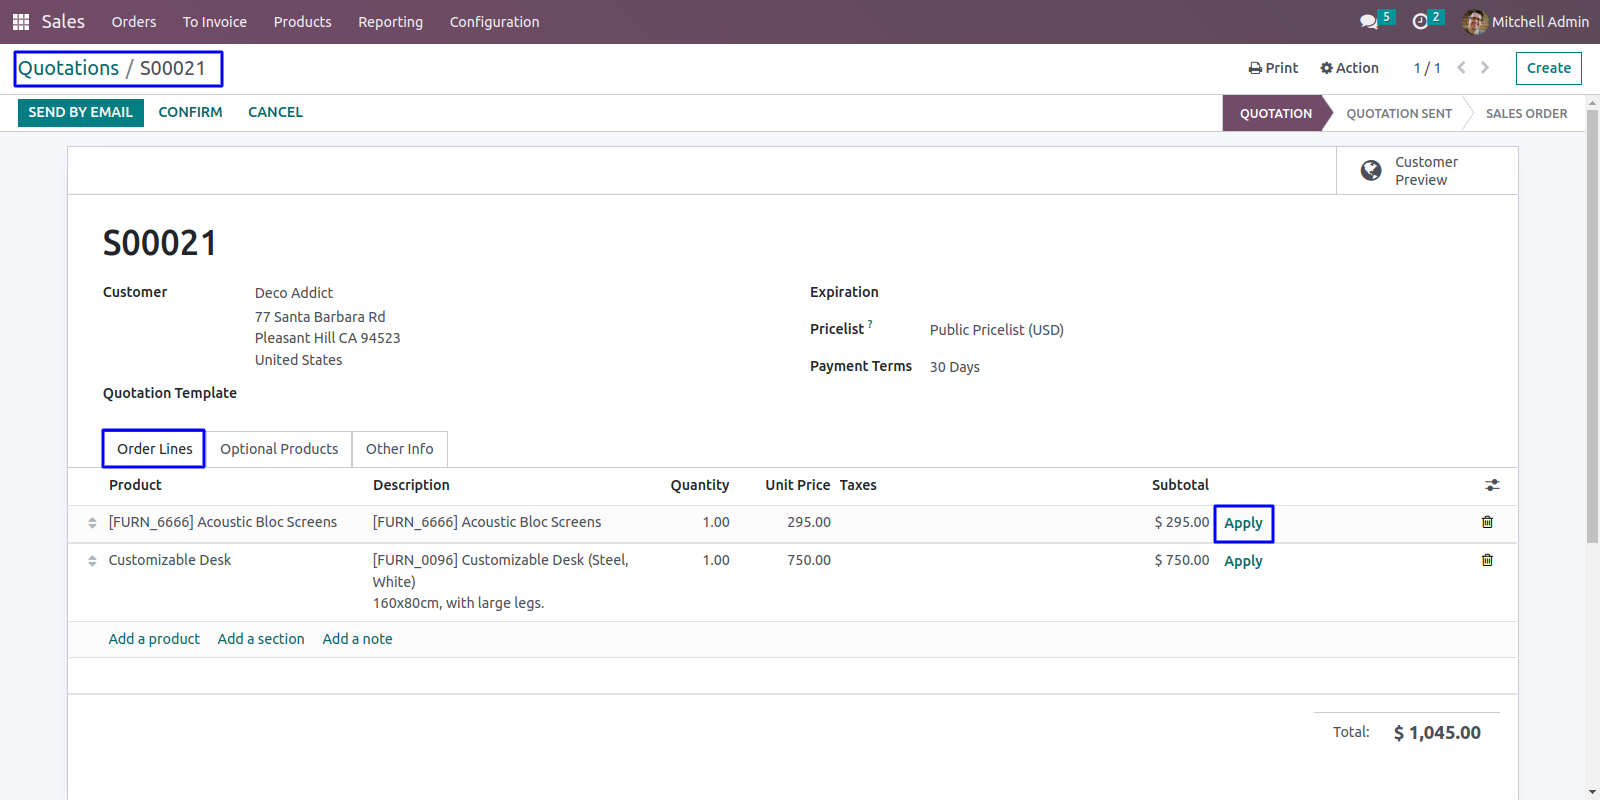 Sales Orders To Invoice Products Reporting Configuration 5 2 Mitchell Admin
Quotations / S00021 Print Action 1 / 1 Create
SEND BY EMAIL CONFIRM CANCEL QUOTATION QUOTATION SENT SALES ORDER
Customer
Preview
S00021
Customer Deco Addict
77 Santa Barbara Rd
Pleasant Hill CA 94523
United States
Quotation Template
Expiration
Pricelist ? Public Pricelist (USD)
Payment Terms 30 Days
Order Lines Optional Products Other Info
Product Description Quantity Unit Price Taxes Subtotal
[FURN_6666] Acoustic Bloc Screens [FURN_6666] Acoustic Bloc Screens 1.00 295.00 $ 295.00 Apply
Customizable Desk [FURN_0096] Customizable Desk (Steel, 1.00 750.00 $ 750.00 Apply
White)
160x80cm, with large legs.
Add a product Add a section Add a note
Total: $ 1,045.00